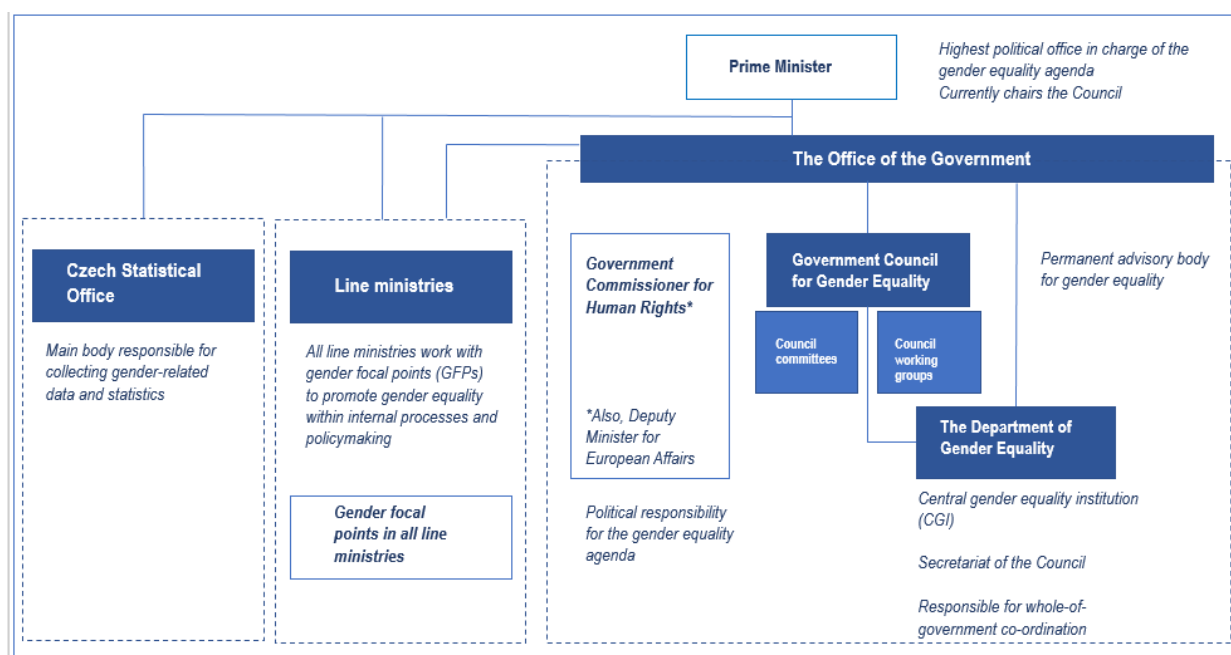 Prime Minister
Highest political office in charge of the
gender equality agenda
Currently chairs the Council
The Office of the Government
Czech Statistical
Office
Main body responsible for
collecting gender-related
data and statistics
Line ministries
All line ministries work with
gender focal points (GFPs)
to promote gender equality
within internal processes and
policymaking
Gender focal
points in all line
ministries
Government
Commissioner for
Human Rights*
*Also, Deputy
Minister for
European Affairs
Political responsibility
for the gender equality
agenda
Government Council
for Gender Equality
Council
committees
Council
working
groups
Permanent advisory body
for gender equality
The Department of
Gender Equality
Central gender equality institution
(CGI)
Secretariat of the Council
Responsible for whole-of-
government co-ordination